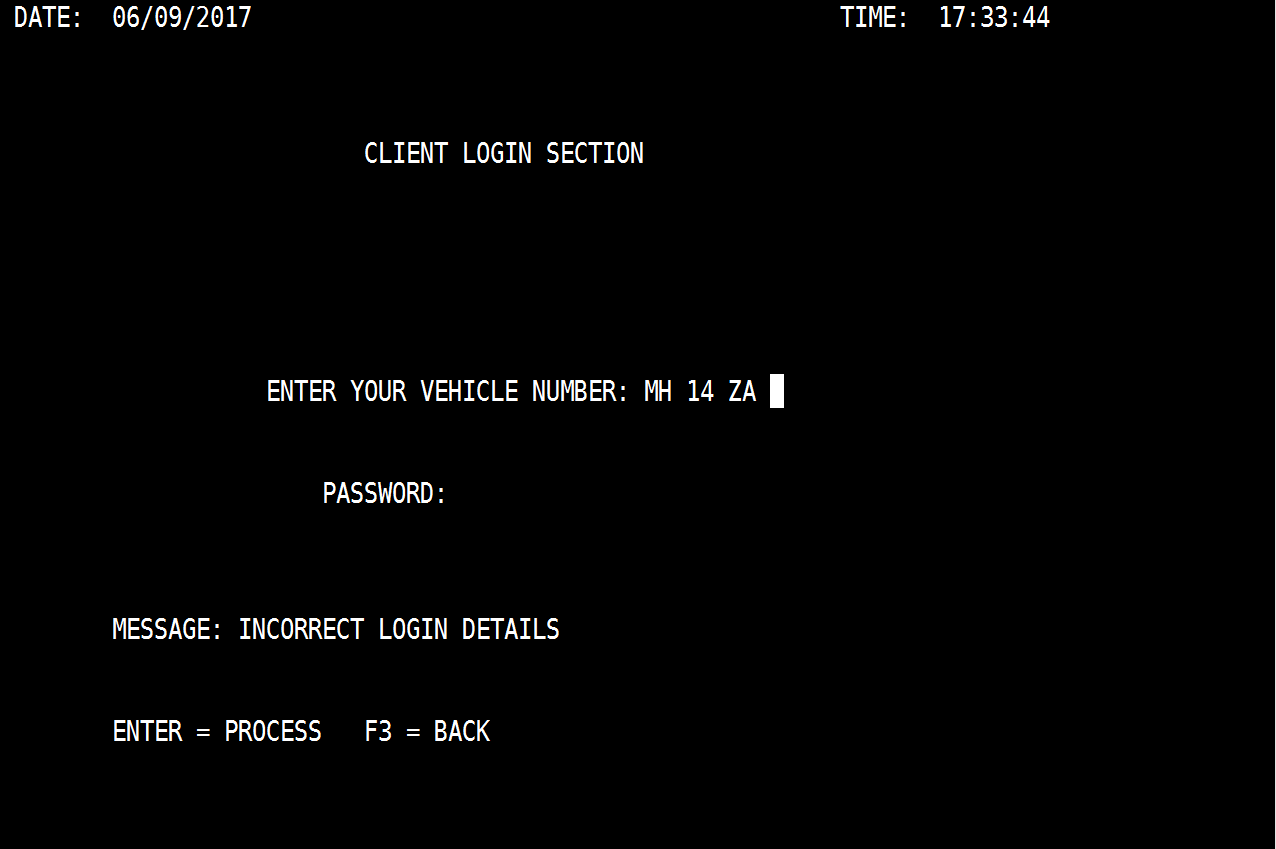 DATE:  06/09/2017 TIME:  17:33:44
CLIENT LOGIN SECTION
ENTER YOUR VEHICLE NUMBER: MH 14 ZA
PASSWORD:
MESSAGE: INCORRECT LOGIN DETAILS
ENTER = PROCESS   F3 = BACK